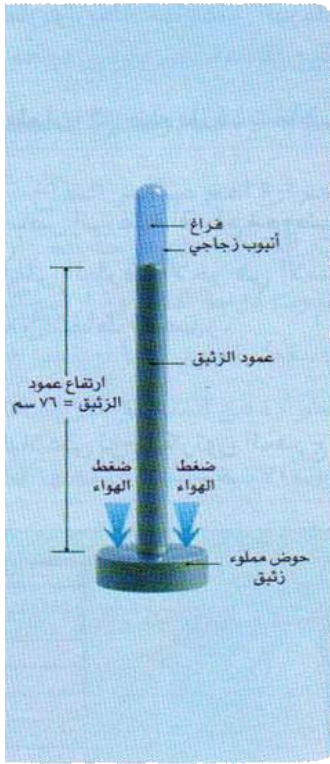 فراغ
أنبوب زجاجي
عمود الزئبق
ارتفاع عمود
الزئبق = ٧٦ سم
ضغط
الهواء
ضغط
الهواء
حوض مملوء
زئبق